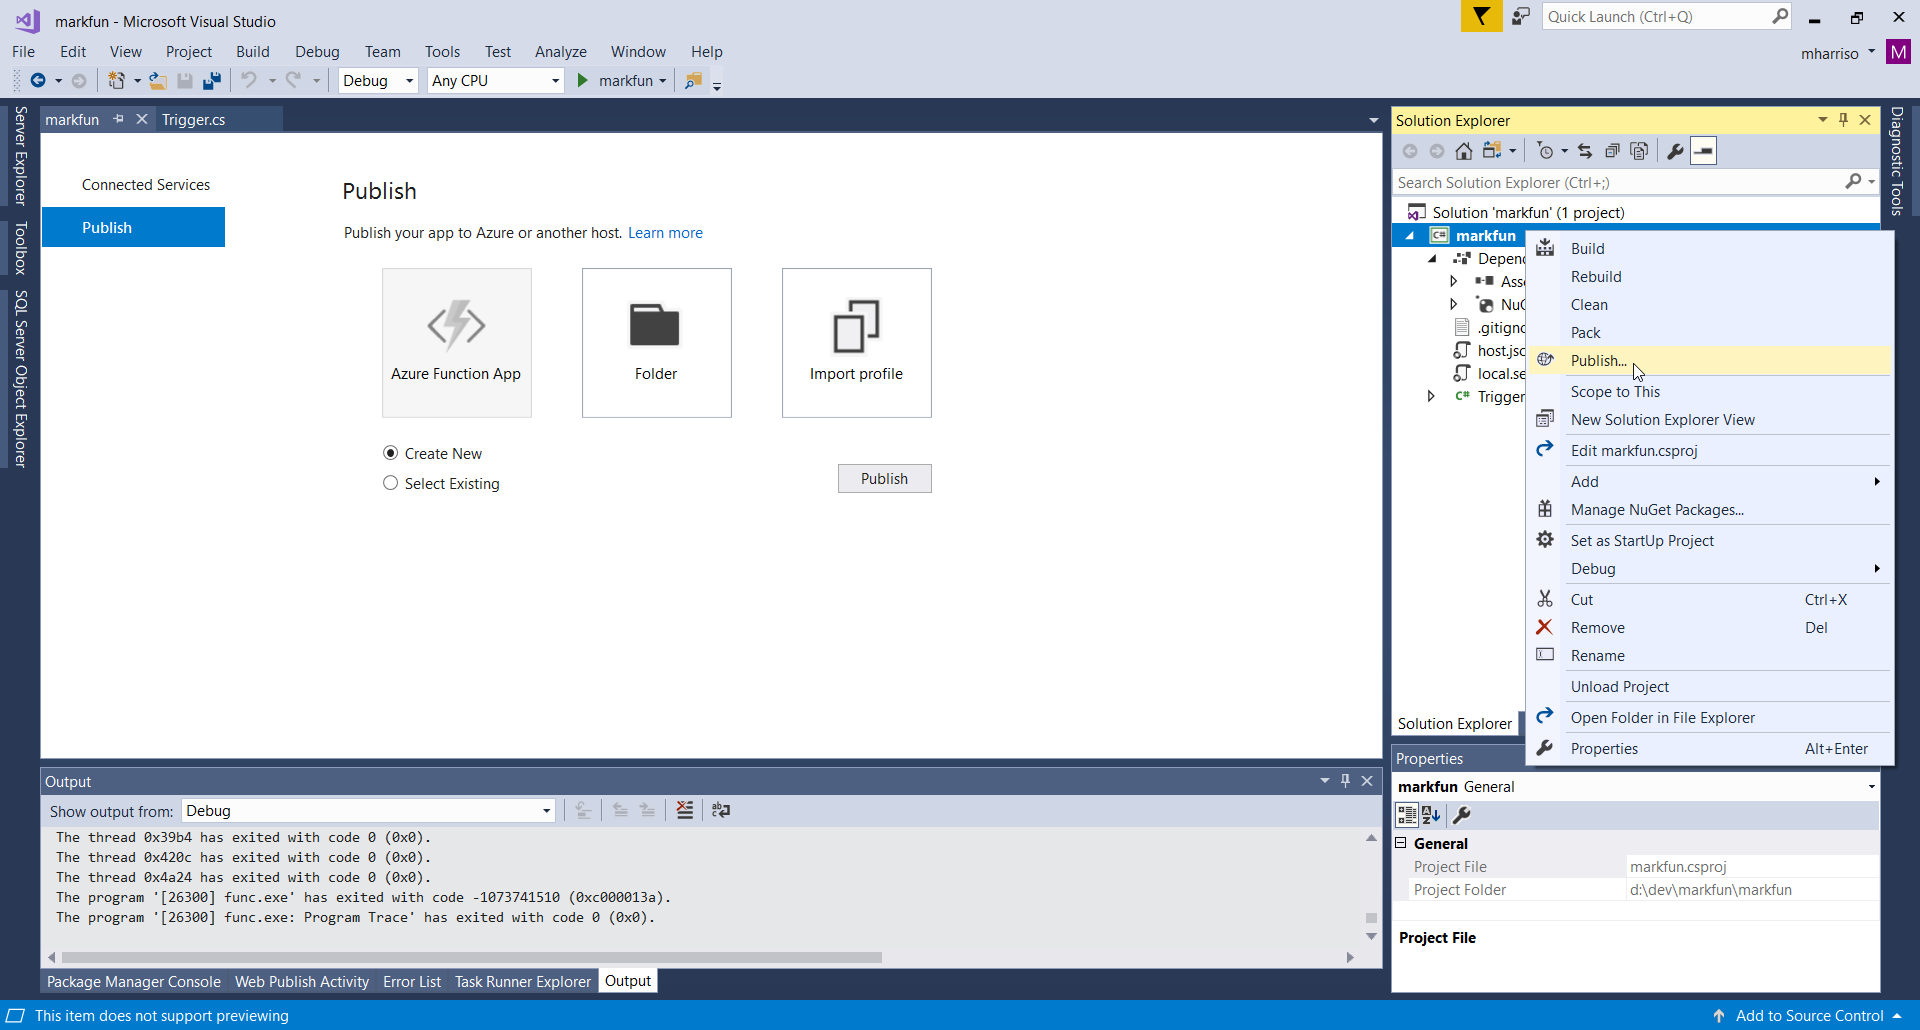 markfun - Microsoft Visual Studio
Quick Launch (Ctrl+Q)
File Edit View Project Build Debug Team Tools Test Analyze Window Help
mharriso M
Debug Any CPU markfun
Server Explorer
Toolbox
SQL Server Object Explorer
markfun Trigger.cs
Connected Services
Publish
Publish
Publish your app to Azure or another host. Learn more
Azure Function App
Folder
Import profile
Create New
Select Existing
Publish
Output
Show output from: Debug
The thread 0x39b4 has exited with code 0 (0x0).
The thread 0x420c has exited with code 0 (0x0).
The thread 0x4a24 has exited with code 0 (0x0).
The program '[26300] func.exe' has exited with code -1073741510 (0xc000013a).
The program '[26300] func.exe: Program Trace' has exited with code 0 (0x0).
Package Manager Console Web Publish Activity Error List Task Runner Explorer Output
Solution Explorer
Search Solution Explorer (Ctrl+;)
Solution 'markfun' (1 project)
C# markfun
Depend
Asse
NuG
.gitigno
host.jso
local.se
C# Trigger
Build
Rebuild
Clean
Pack
Publish...
Scope to This
New Solution Explorer View
Edit markfun.csproj
Add
Manage NuGet Packages...
Set as StartUp Project
Debug
Cut Ctrl+X
Remove Del
Rename
Unload Project
Open Folder in File Explorer
Properties Alt+Enter
Solution Explorer
Diagnostic Tools
Properties
markfun General
General
Project File markfun.csproj
Project Folder d:\dev\markfun\markfun
Project File
This item does not support previewing
Add to Source Control